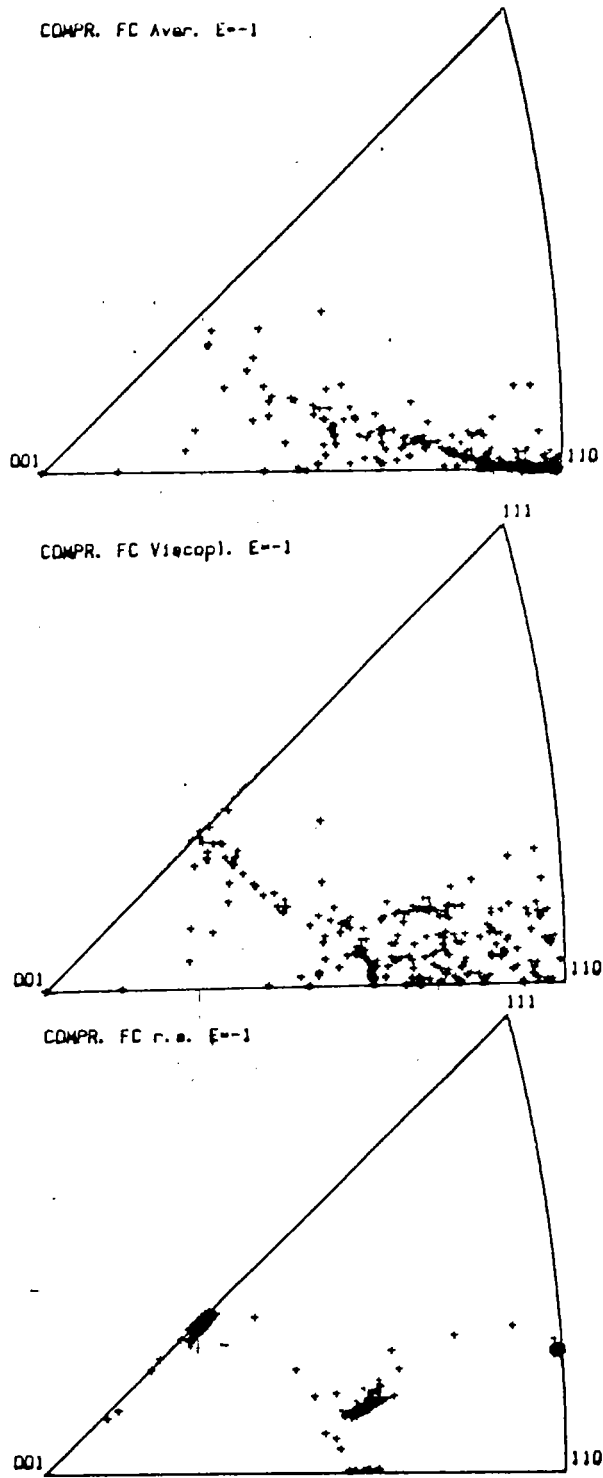 COMPR. FC Aver. E=-1
001
110
111
COMPR. FC Viscopl. E=-1
001
110
111
COMPR. FC r.s. E=-1
001
110